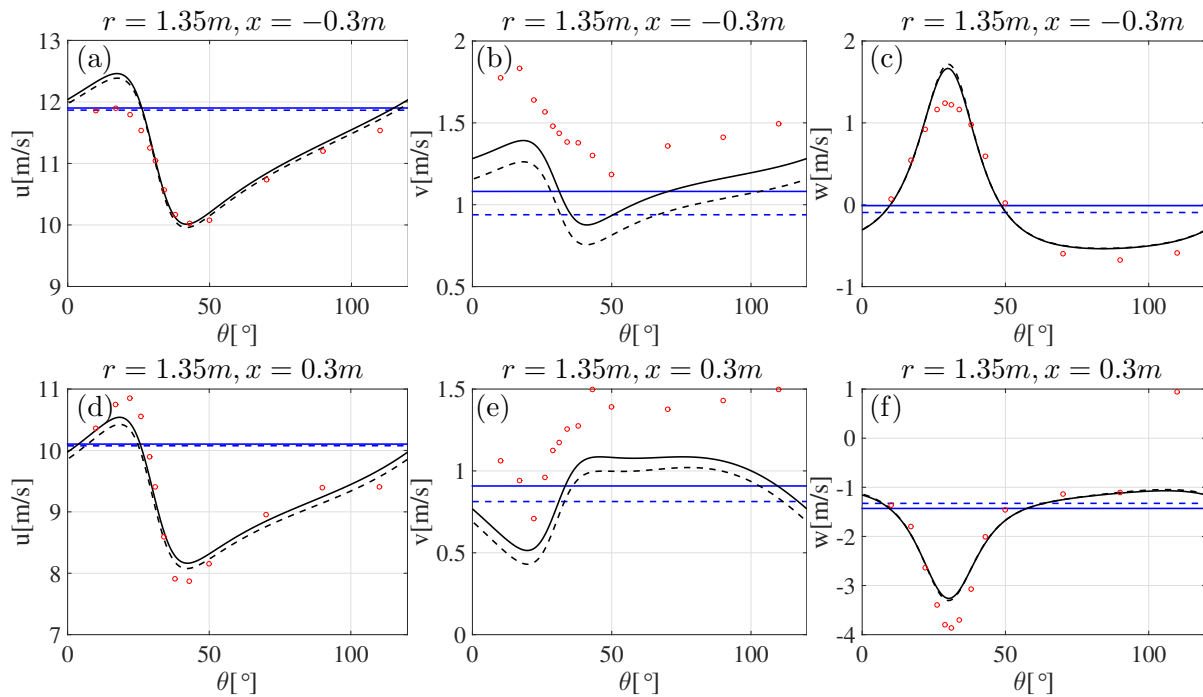 r = 1.35m, x = −0.3m
(a)
u[m/s]
13
12
11
10
9
0
50
100
θ[°]
r = 1.35m, x = −0.3m
(b)
v[m/s]
2
1.5
1
0.5
0
50
100
θ[°]
r = 1.35m, x = −0.3m
(c)
w[m/s]
2
1
0
-1
0
50
100
θ[°]
r = 1.35m, x = 0.3m
(d)
u[m/s]
11
10
9
8
7
0
50
100
θ[°]
r = 1.35m, x = 0.3m
(e)
v[m/s]
1.5
1
0.5
0
0
50
100
θ[°]
r = 1.35m, x = 0.3m
(f)
w[m/s]
1
0
-1
-2
-3
-4
0
50
100
θ[°]